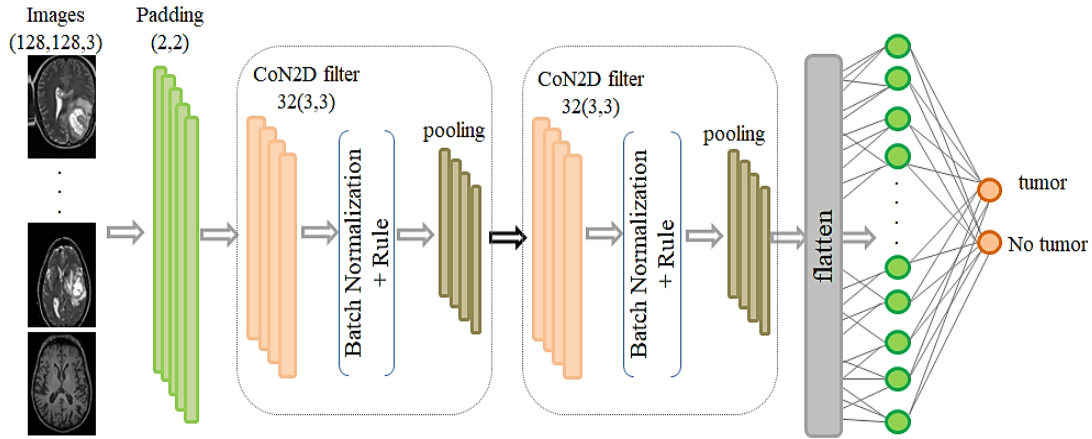 Images
(128,128,3)
Padding
(2,2)
CoN2D filter
32(3,3)
Batch Normalization
+ Rule
pooling
CoN2D filter
32(3,3)
Batch Normalization
+ Rule
pooling
flatten
tumor
No tumor